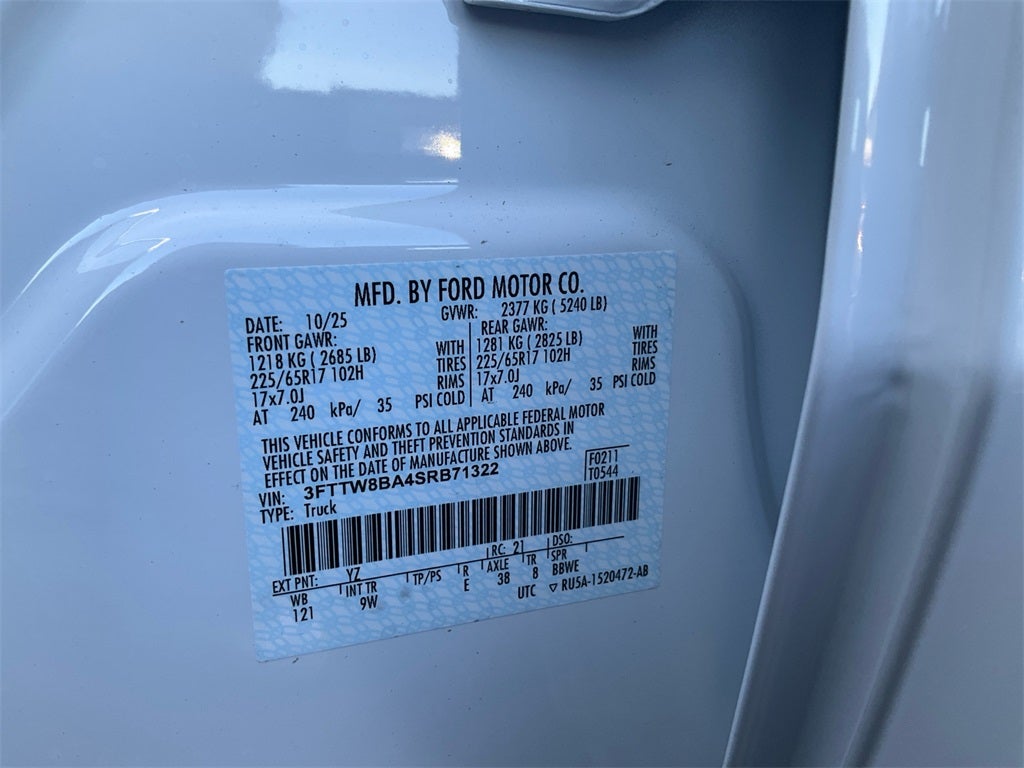 MFD. BY FORD MOTOR CO.
DATE: 10/25 GVWR: 2377 KG ( 5240 LB)
FRONT GAWR: REAR GAWR:
1218 KG ( 2685 LB) WITH 1281 KG ( 2825 LB) WITH
225/65R17 102H TIRES 225/65R17 102H TIRES
17x7.0J RIMS 17x7.0J RIMS
AT 240 kPa/ 35 PSI COLD AT 240 kPa/ 35 PSI COLD
THIS VEHICLE CONFORMS TO ALL APPLICABLE FEDERAL MOTOR
VEHICLE SAFETY AND THEFT PREVENTION STANDARDS IN
EFFECT ON THE DATE OF MANUFACTURE SHOWN ABOVE.
VIN: 3FTTW8BA4SRB71322 F0211
TYPE: Truck T0544
EXT PNT: YZ RC: 21 DSO:
WB INT TR TP/PS R AXLE TR SPR
121 9W E 38 8 BBWE
UTC ▽ RU5A-1520472-AB